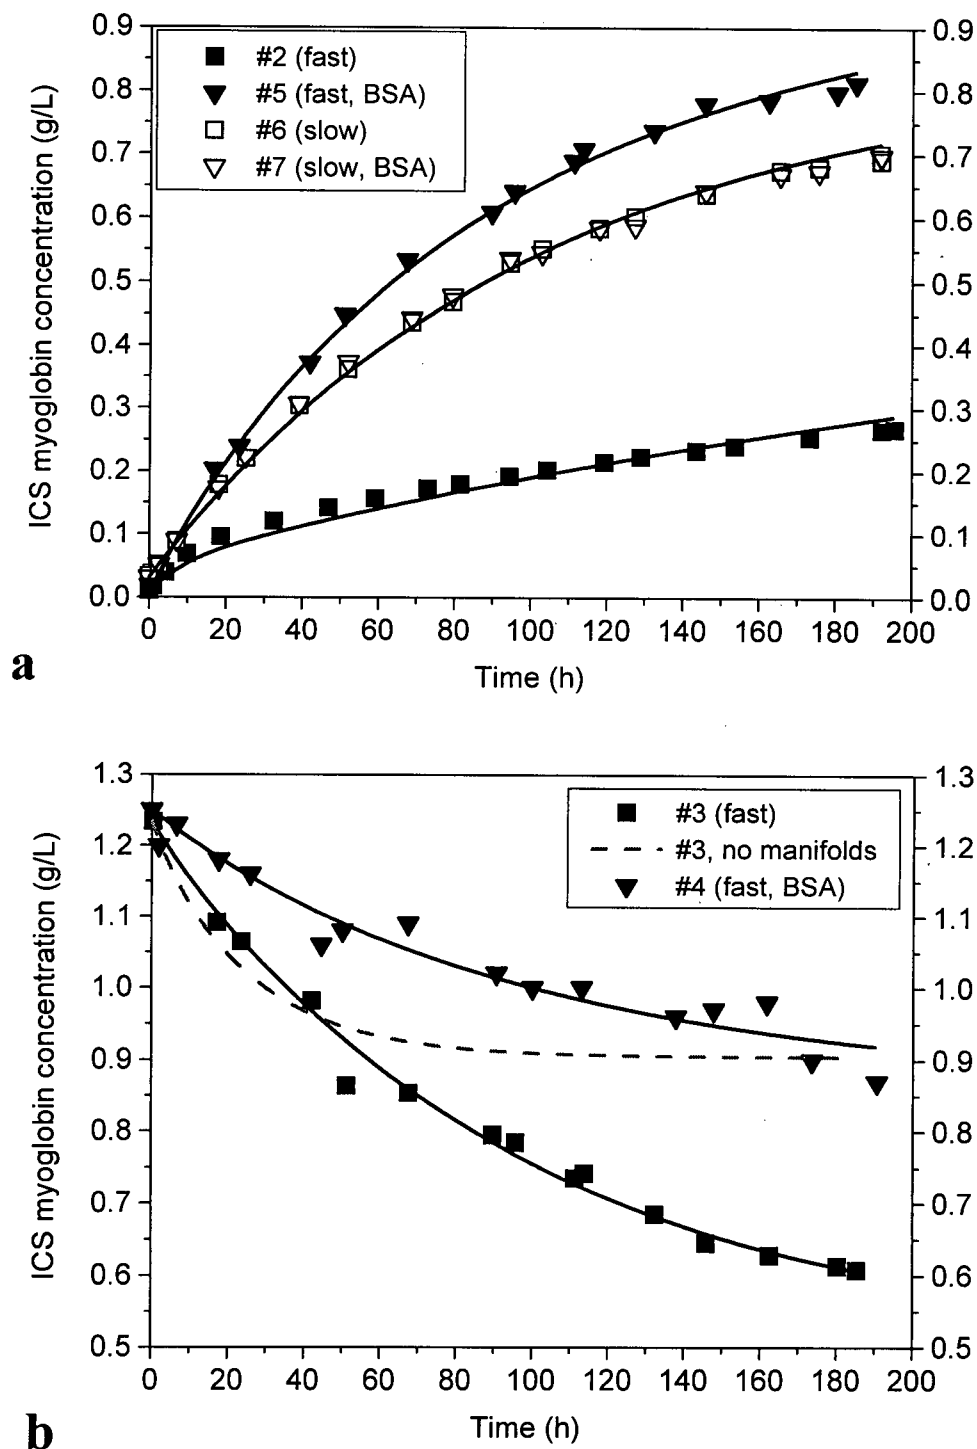 0.9
0.8
0.7
0.6
0.5
0.4
0.3
0.2
0.1
0.0
ICS myoglobin concentration (g/L)
#2 (fast)
#5 (fast, BSA)
#6 (slow)
#7 (slow, BSA)
0.9
0.8
0.7
0.6
0.5
0.4
0.3
0.2
0.1
0.0
0 20 40 60 80 100 120 140 160 180 200
Time (h)
a
1.3
1.2
1.1
1.0
0.9
0.8
0.7
0.6
0.5
ICS myoglobin concentration (g/L)
#3 (fast)
#3, no manifolds
#4 (fast, BSA)
1.3
1.2
1.1
1.0
0.9
0.8
0.7
0.6
0.5
0 20 40 60 80 100 120 140 160 180 200
Time (h)
b